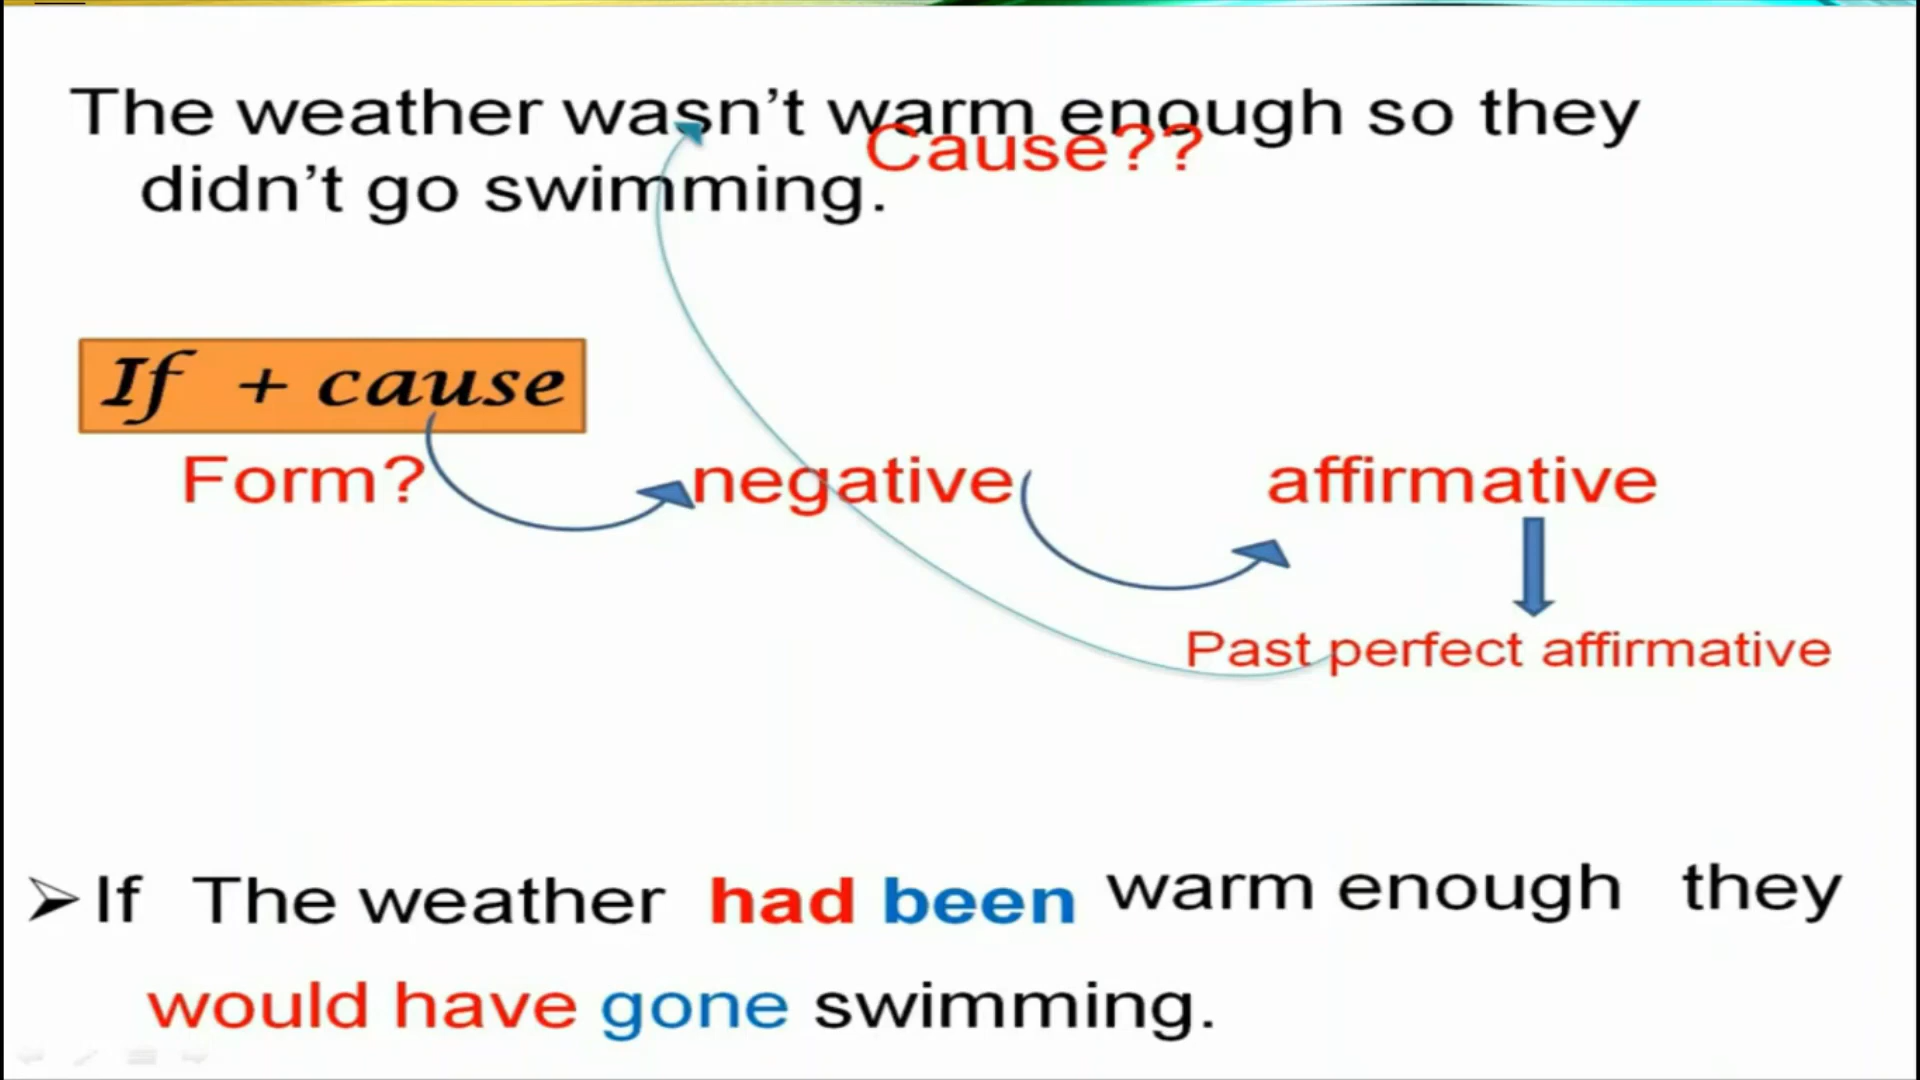 The weather wasn't warm enough so they
Cause??
didn't go swimming.
If + cause
Form? negative affirmative
Past perfect affirmative
➢If The weather had been warm enough they
would have gone swimming.